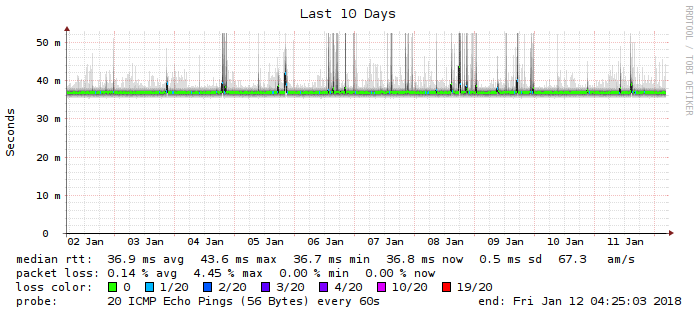 Last 10 Days
RRDTOOL / TOBI OETIKER
Seconds
50 m
40 m
30 m
20 m
10 m
0
02 Jan 03 Jan 04 Jan 05 Jan 06 Jan 07 Jan 08 Jan 09 Jan 10 Jan 11 Jan
median rtt: 36.9 ms avg 43.6 ms max 36.7 ms min 36.8 ms now 0.5 ms sd 67.3 am/s
packet loss: 0.14 % avg 4.45 % max 0.00 % min 0.00 % now
loss color: 0 1/20 2/20 3/20 4/20 10/20 19/20
probe: 20 ICMP Echo Pings (56 Bytes) every 60s end: Fri Jan 12 04:25:03 2018